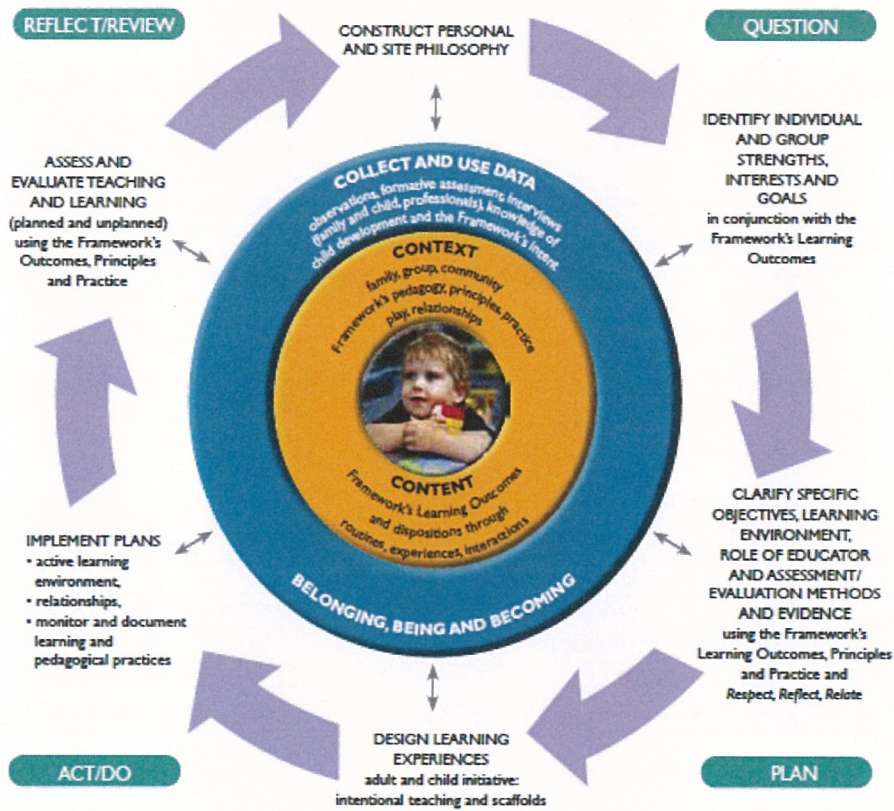 REFLECT/REVIEW
CONSTRUCT PERSONAL
AND SITE PHILOSOPHY
QUESTION
IDENTIFY INDIVIDUAL
AND GROUP
STRENGTHS,
INTERESTS AND
GOALS
in conjunction with the
Framework's Learning
Outcomes
CLARIFY SPECIFIC
OBJECTIVES, LEARNING
ENVIRONMENT,
ROLE OF EDUCATOR
AND ASSESSMENT/
EVALUATION METHODS
AND EVIDENCE
using the Framework's
Learning Outcomes, Principles
and Practice and
Respect, Reflect, Relate
PLAN
DESIGN LEARNING
EXPERIENCES
adult and child initiative:
intentional teaching and scaffolds
ACT/DO
IMPLEMENT PLANS
• active learning
environment,
• relationships,
• monitor and document
learning and
pedagogical practices
ASSESS AND
EVALUATE TEACHING
AND LEARNING
(planned and unplanned)
using the Framework's
Outcomes, Principles
and Practice
COLLECT AND USE DATA
observations, formative assessment, interviews
(family and child, professionals), knowledge of
child development and the Framework's intent
CONTEXT
family, group, community
Framework's pedagogy, principles, practice
play, relationships
CONTENT
Framework's Learning Outcomes
and dispositions through
routines, experiences, interactions
BELONGING, BEING AND BECOMING